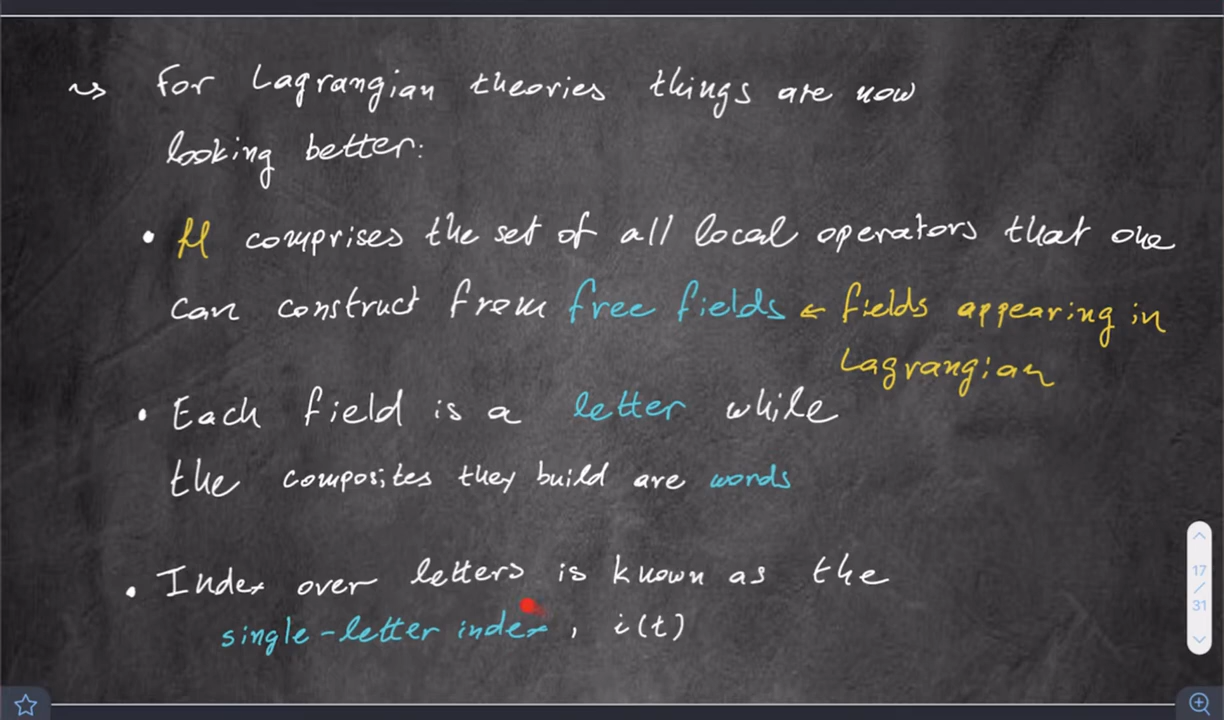 ↝ for Lagrangian theories things are now
looking better:
• H comprises the set of all local operators that one
can construct from free fields ← fields appearing in
Lagrangian
• Each field is a letter while
the composites they build are words
• Index over letters is known as the
single-letter index, i(t)
17
/
31